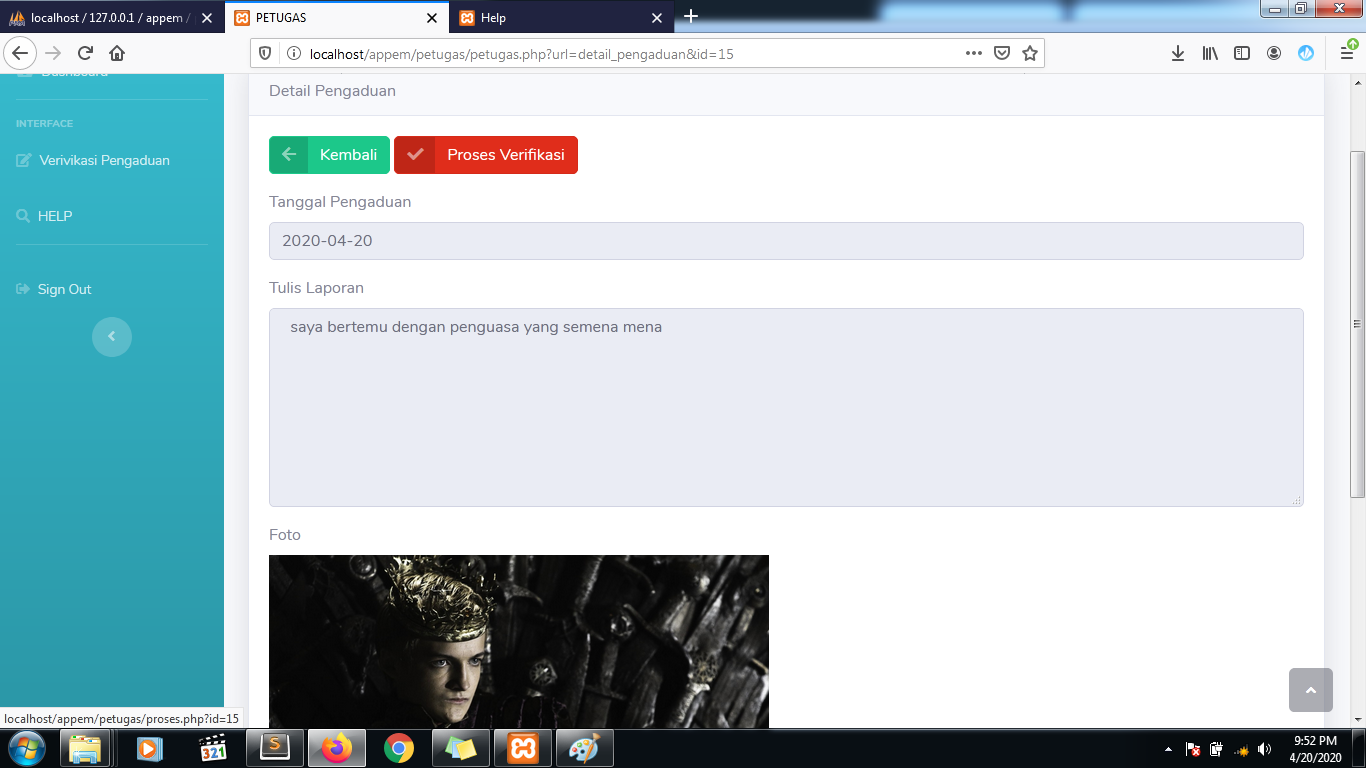 localhost / 127.0.0.1 / appem /
PETUGAS
Help
localhost/appem/petugas/petugas.php?url=detail_pengaduan&id=15
Dashboard
INTERFACE
Verivikasi Pengaduan
HELP
Sign Out
Detail Pengaduan
Kembali
Proses Verifikasi
Tanggal Pengaduan
2020-04-20
Tulis Laporan
saya bertemu dengan penguasa yang semena mena
Foto
localhost/appem/petugas/proses.php?id=15
321
9:52 PM
4/20/2020